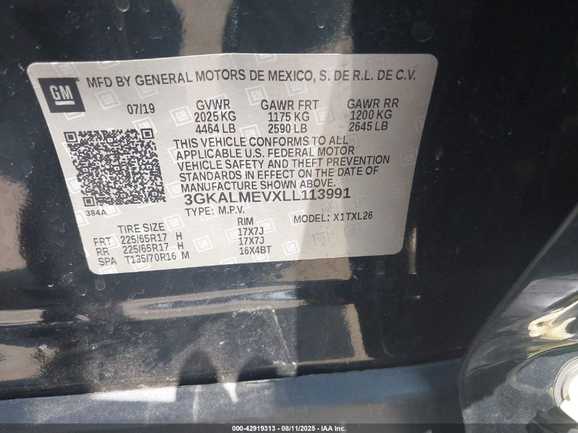 GM
MFD BY GENERAL MOTORS DE MEXICO, S. DE R.L. DE C.V.
07/19 GVWR GAWR FRT GAWR RR
2025 KG 1175 KG 1200 KG
4464 LB 2590 LB 2645 LB
THIS VEHICLE CONFORMS TO ALL
APPLICABLE U.S. FEDERAL MOTOR
VEHICLE SAFETY AND THEFT PREVENTION
STANDARDS IN EFFECT ON THE DATE OF
MANUFACTURE SHOWN ABOVE.
384A
3GKALMEVXLL113991
TYPE: M.P.V. MODEL: X1TXL26
TIRE SIZE RIM
FRT 225/65R17 H 17X7J
RR 225/65R17 H 17X7J
SPA T135/70R16 M 16X4BT
000-42919313 - 08/11/2025 - IAAI.COM